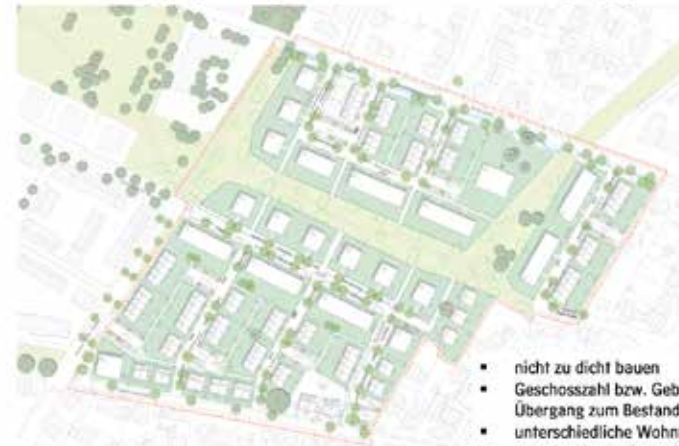 ▪ nicht zu dicht bauen
▪ Geschosszahl bzw. Geb
Übergang zum Bestand
▪ unterschiedliche Wohn